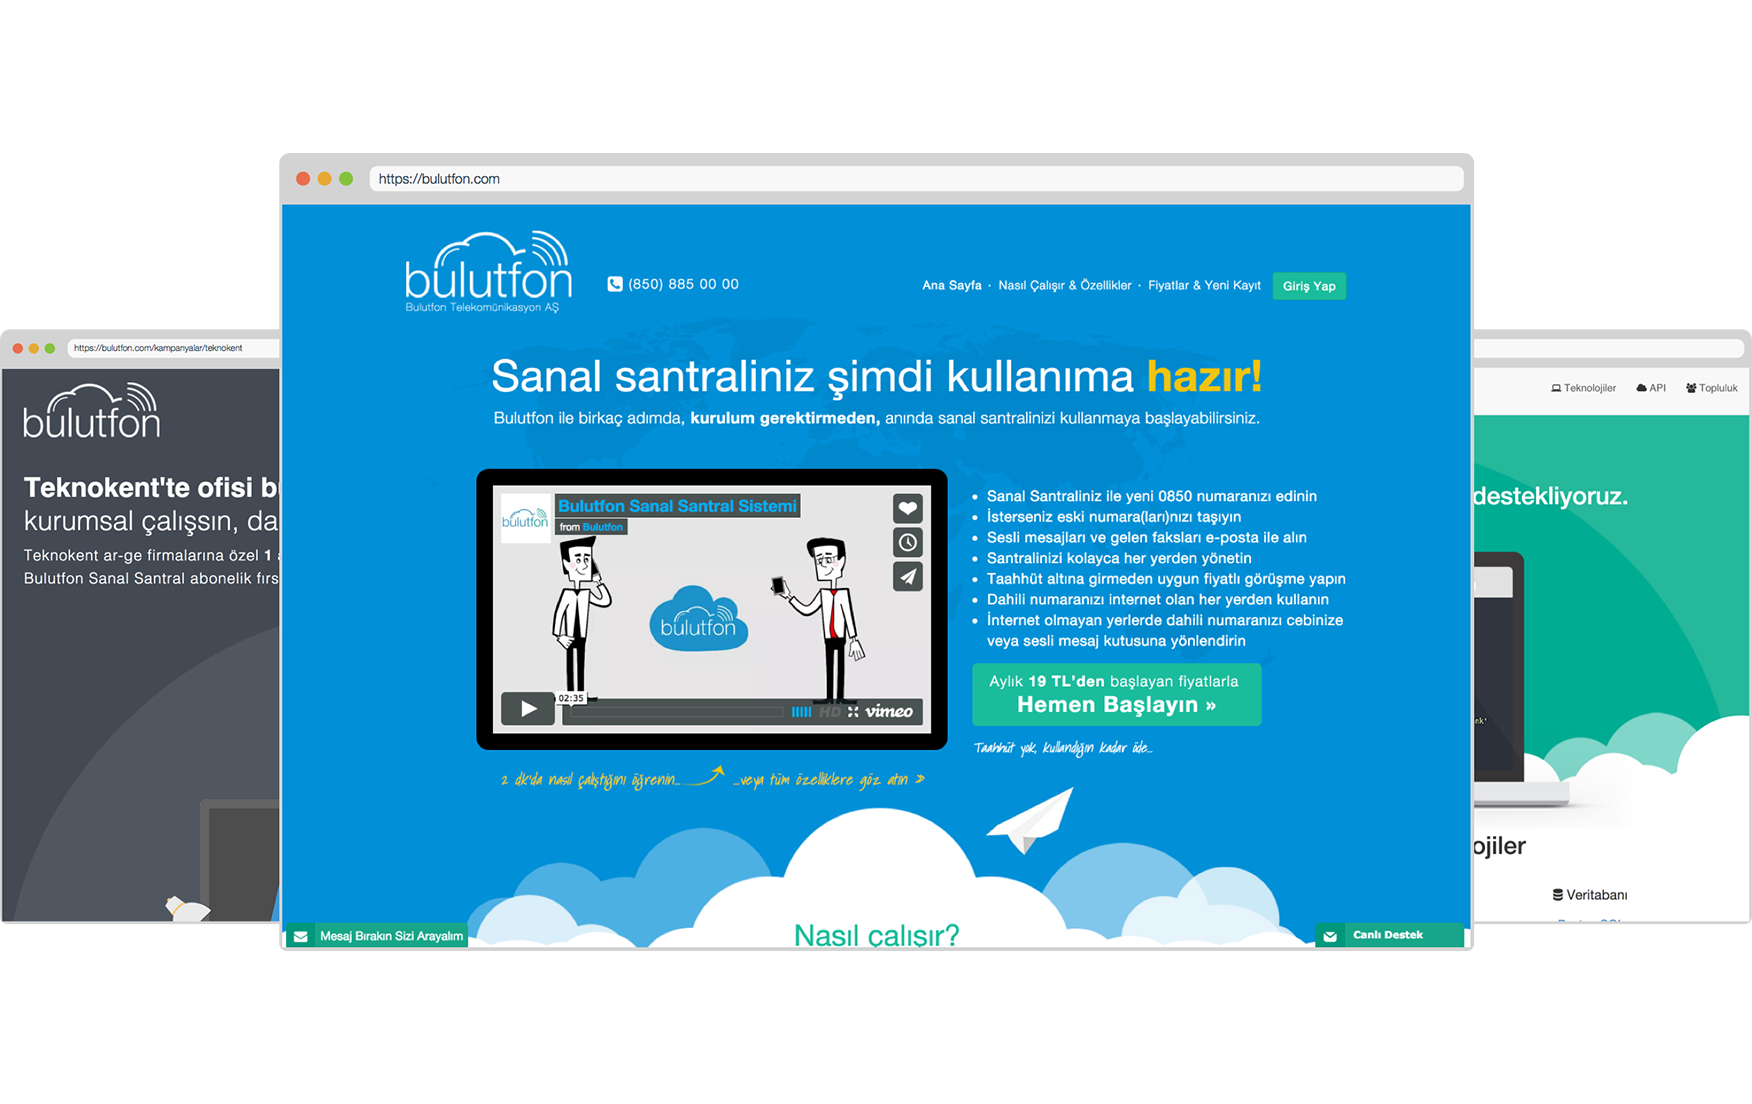 https://bulutfon.com
bulutfon
Bulutfon Telekomünikasyon AŞ
(850) 885 00 00
Ana Sayfa · Nasıl Çalışır & Özellikler · Fiyatlar & Yeni Kayıt
Giriş Yap
Sanal santraliniz şimdi kullanıma hazır!
Bulutfon ile birkaç adımda, kurulum gerektirmeden, anında sanal santralinizi kullanmaya başlayabilirsiniz.
bulutfon
Bulutfon Sanal Santral Sistemi
from Bulutfon
bulutfon
02:35
HD
vimeo
2 dk'da nasıl çalıştığını öğrenin...
...veya tüm özelliklere göz atın »
• Sanal Santraliniz ile yeni 0850 numaranızı edinin
• İsterseniz eski numara(ları)nızı taşıyın
• Sesli mesajları ve gelen faksları e-posta ile alın
• Santralinizi kolayca her yerden yönetin
• Taahhüt altına girmeden uygun fiyatlı görüşme yapın
• Dahili numaranızı internet olan her yerden kullanın
• İnternet olmayan yerlerde dahili numaranızı cebinize
veya sesli mesaj kutusuna yönlendirin
Aylık 19 TL'den başlayan fiyatlarla
Hemen Başlayın »
Taahhüt yok, kullandığın kadar öde...
Nasıl çalışır?
Mesaj Bırakın Sizi Arayalım
Canlı Destek
https://bulutfon.com/kampanyalar/teknokent
bulutfon
Teknokent'te ofisi b
kurumsal çalışsın, da
Teknokent ar-ge firmalarına özel 1
Bulutfon Sanal Santral abonelik fırs
Teknolojiler
API
Topluluk
destekliyoruz.
ojiler
Veritabanı